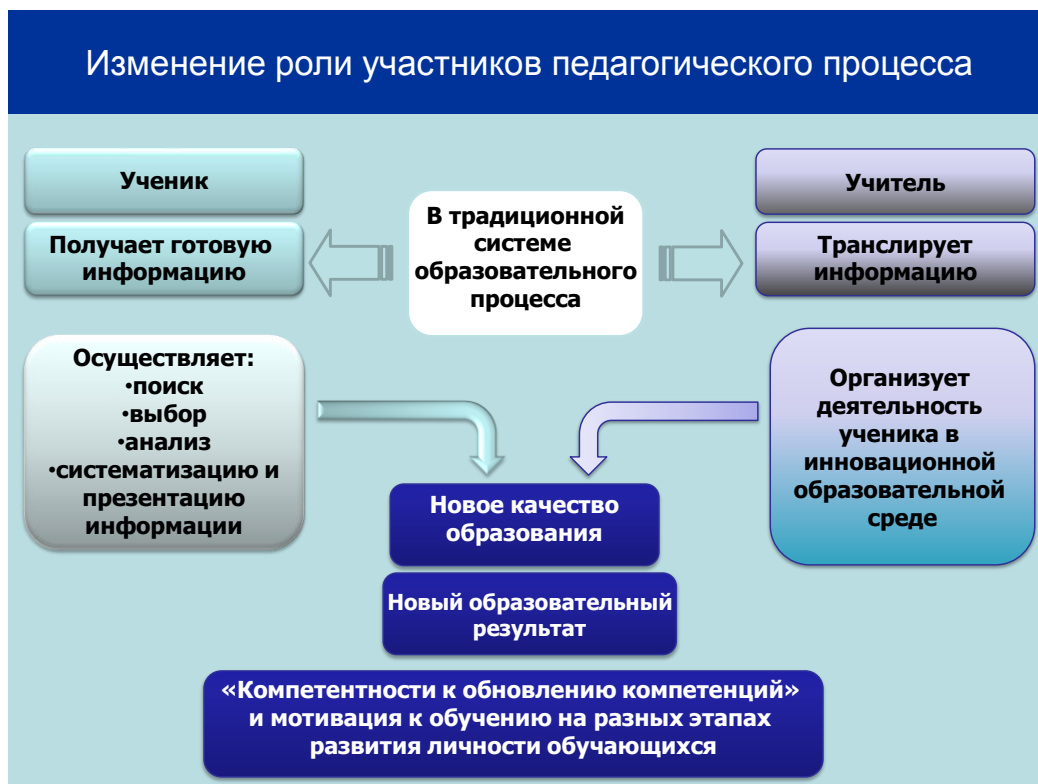 Изменение роли участников педагогического процесса
Ученик
Получает готовую
информацию
В традиционной
системе
образовательного
процесса
Учитель
Транслирует
информацию
Осуществляет:
•поиск
•выбор
•анализ
•систематизацию и
презентацию
информации
Организует
деятельность
ученика в
инновационной
образовательной
среде
Новое качество
образования
Новый образовательный
результат
«Компетентности к обновлению компетенций»
и мотивация к обучению на разных этапах
развития личности обучающихся